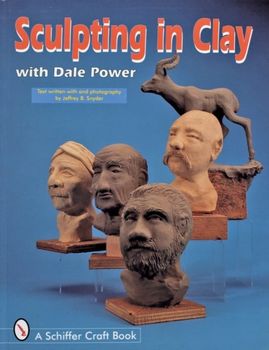 Sculpting in Clay
with Dale Power
Text written with and photography
by Jeffrey B. Snyder
A Schiffer Craft Book